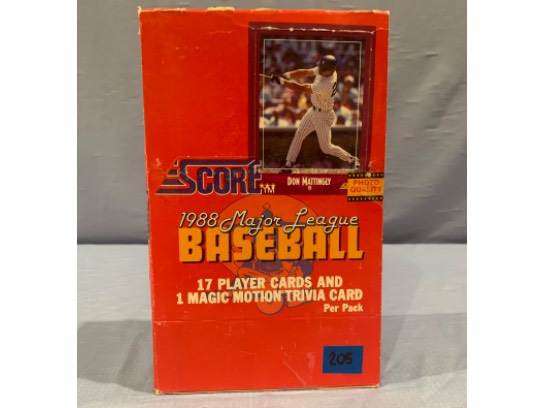 DON MATTINGLY
SCORE
TM
PHOTO
QUALITY
1988 Major League
BASEBALL
17 PLAYER CARDS AND
1 MAGIC MOTION TRIVIA CARD
Per Pack
205